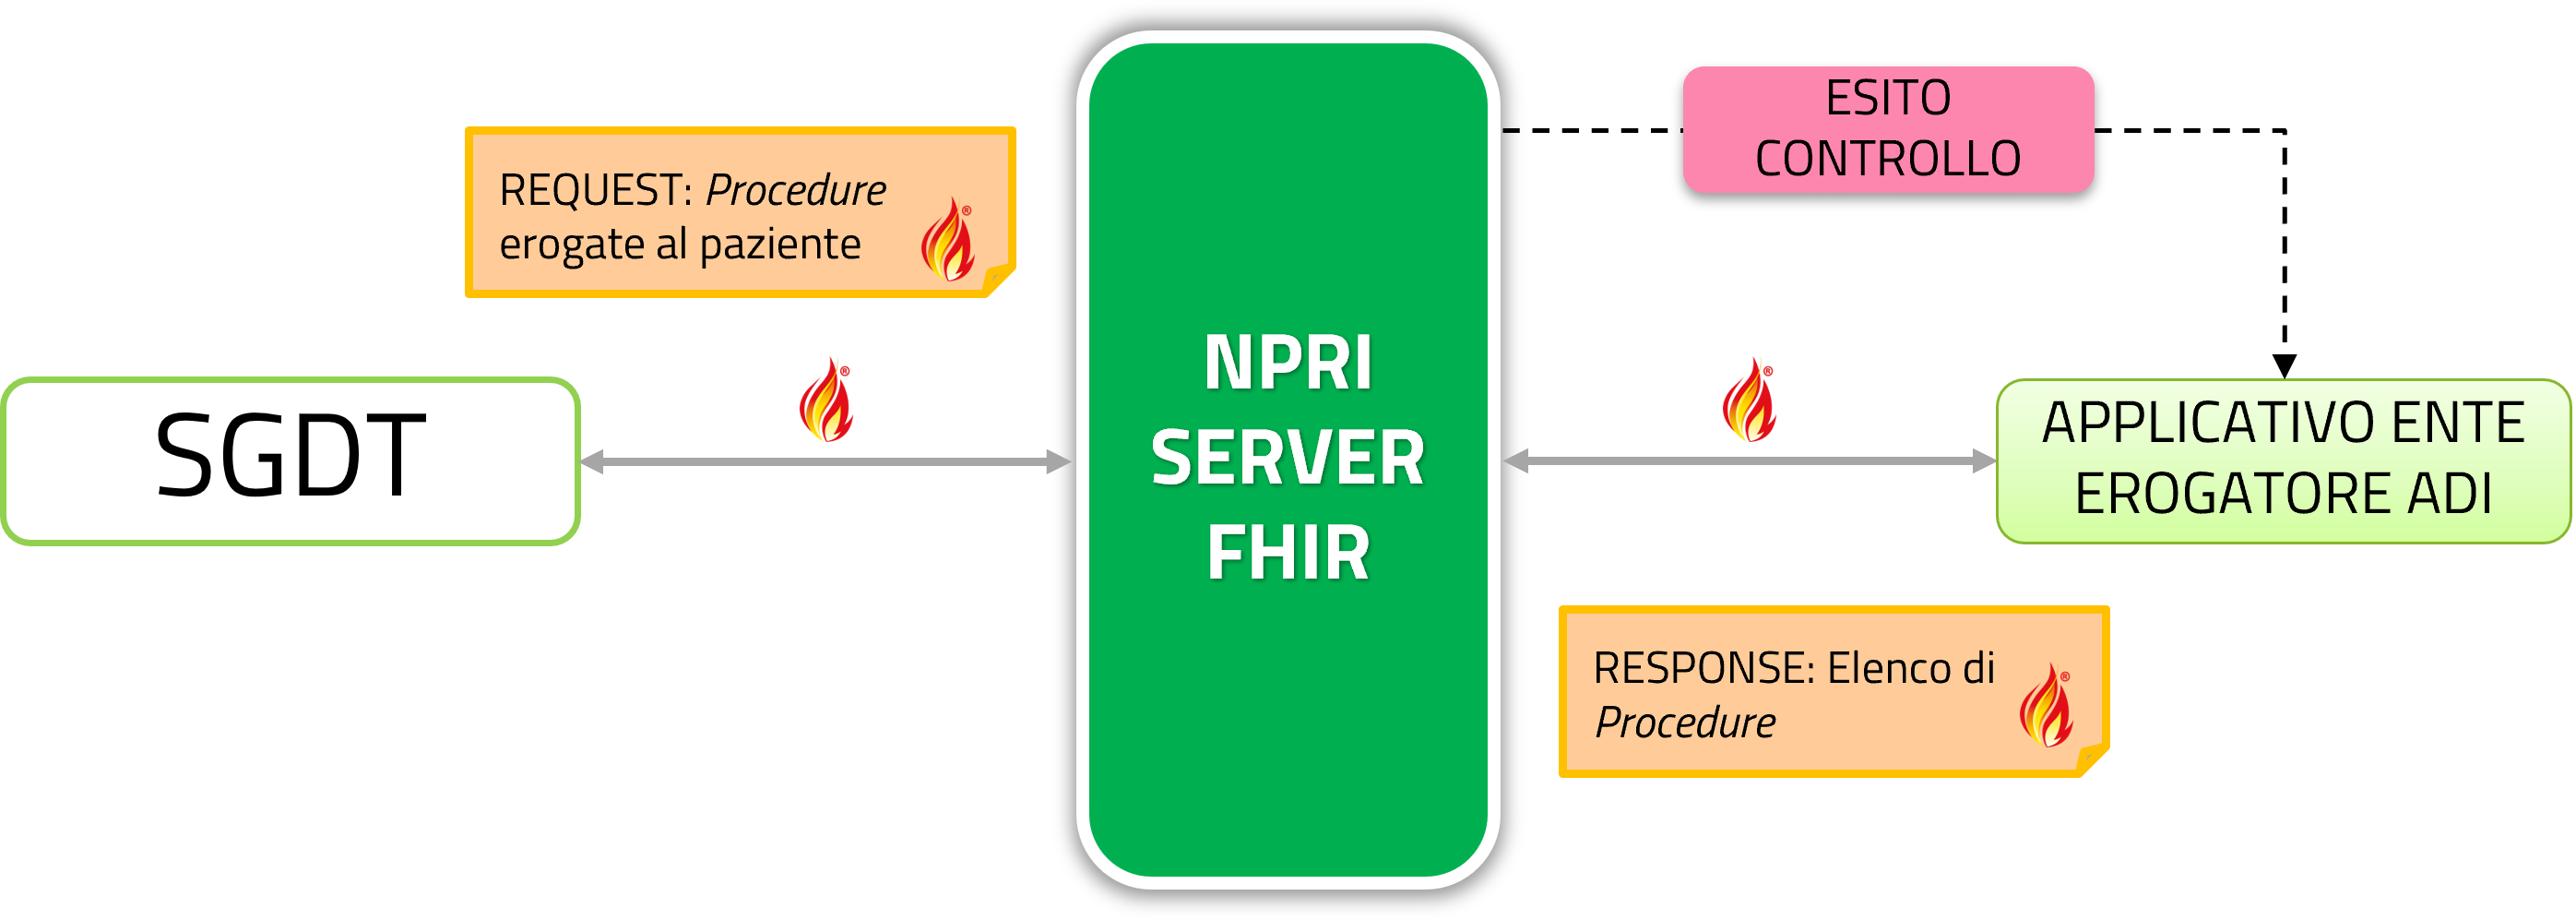 ESITO
CONTROLLO
REQUEST: Procedure
erogate al paziente
NPRI
SERVER
FHIR
SGDT
APPLICATIVO ENTE
EROGATORE ADI
RESPONSE: Elenco di
Procedure